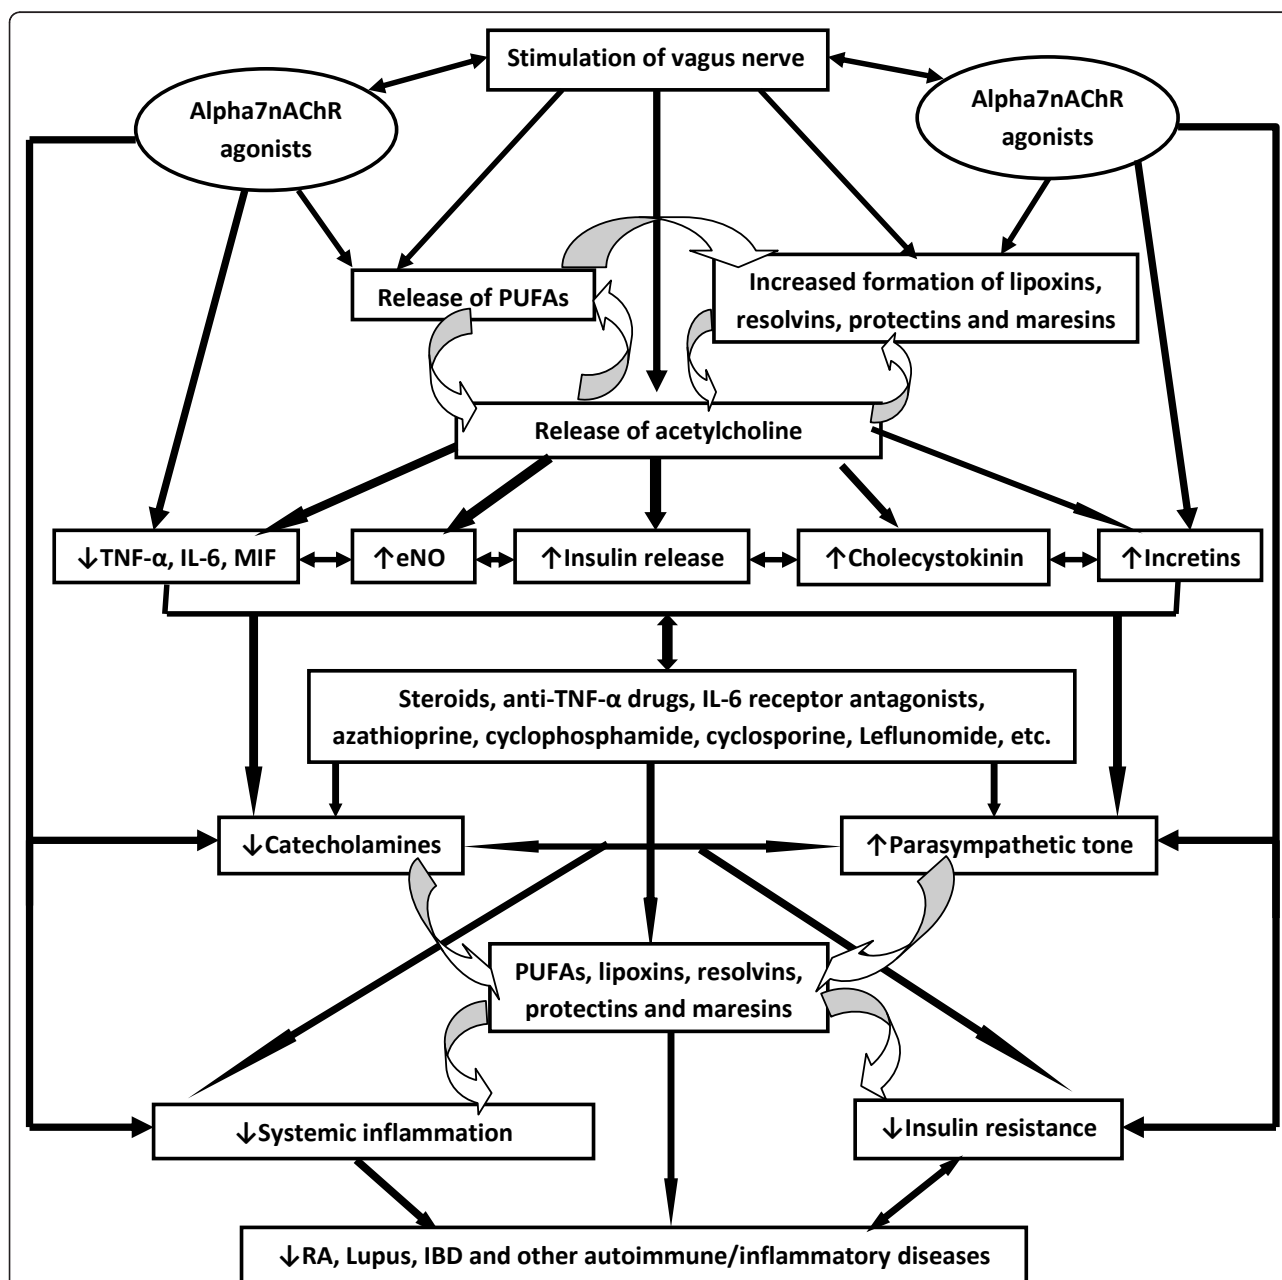 Stimulation of vagus nerve
Alpha7nAChR
agonists
Alpha7nAChR
agonists
Release of PUFAs
Increased formation of lipoxins,
resolvins, protectins and maresins
Release of acetylcholine
↓TNF-α, IL-6, MIF
↑eNO
↑Insulin release
↑Cholecystokinin
↑Incretins
Steroids, anti-TNF-α drugs, IL-6 receptor antagonists,
azathioprine, cyclophosphamide, cyclosporine, Leflunomide, etc.
↓Catecholamines
↑Parasympathetic tone
PUFAs, lipoxins, resolvins,
protectins and maresins
↓Systemic inflammation
↓Insulin resistance
↓RA, Lupus, IBD and other autoimmune/inflammatory diseases